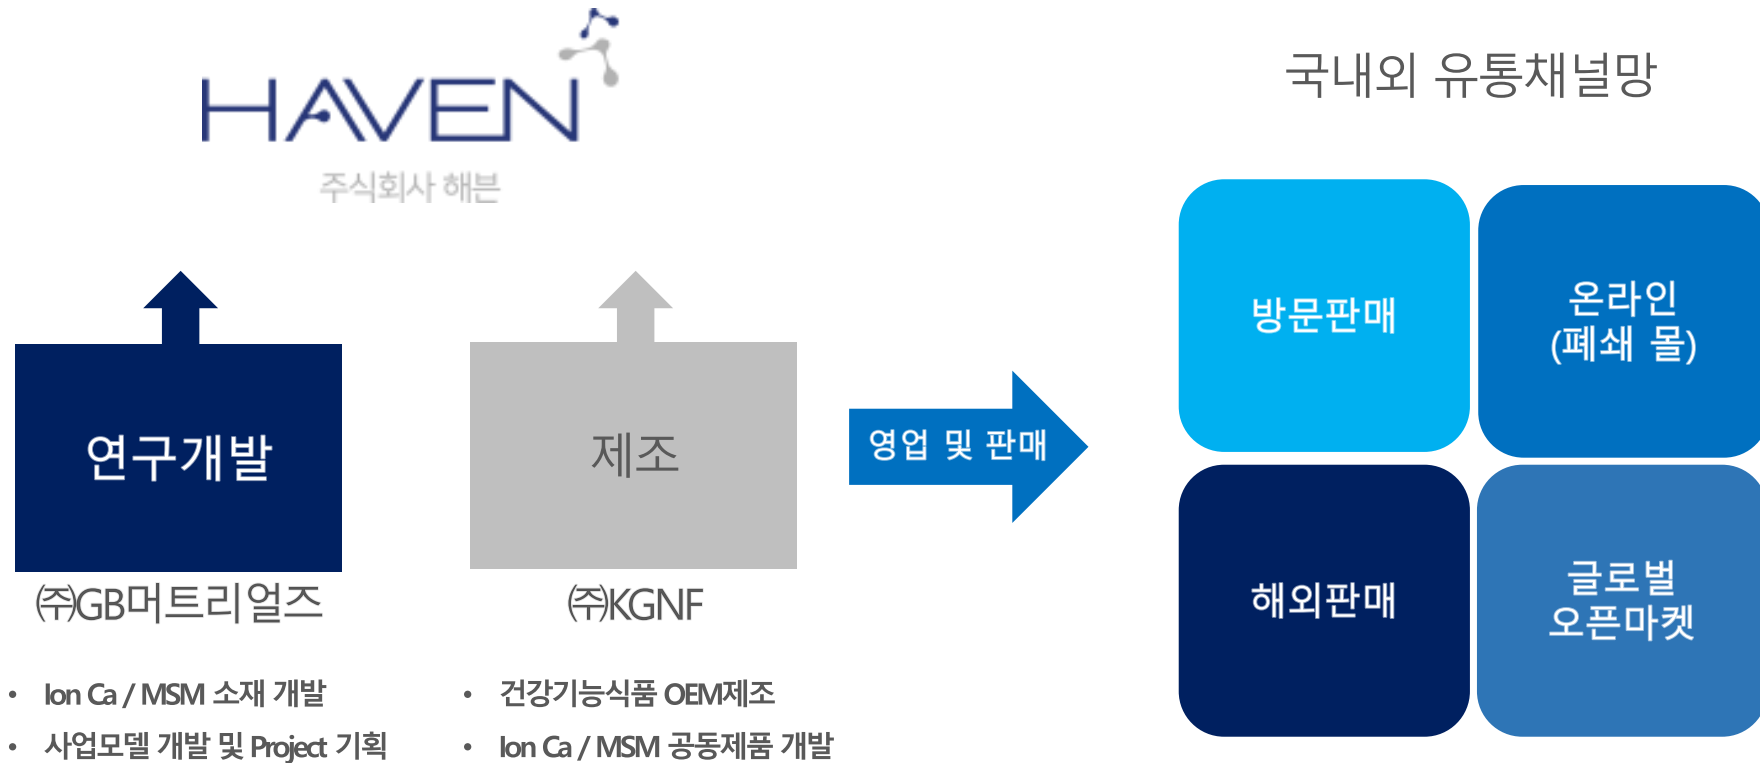 HAVEN
주식회사 해븐
국내외 유통채널망
연구개발
㈜GB머트리얼즈
• Ion Ca / MSM 소재 개발
• 사업모델 개발 및 Project 기획
제조
㈜KGNF
• 건강기능식품 OEM제조
• Ion Ca / MSM 공동제품 개발
영업 및 판매
방문판매
온라인
(폐쇄 몰)
해외판매
글로벌
오픈마켓